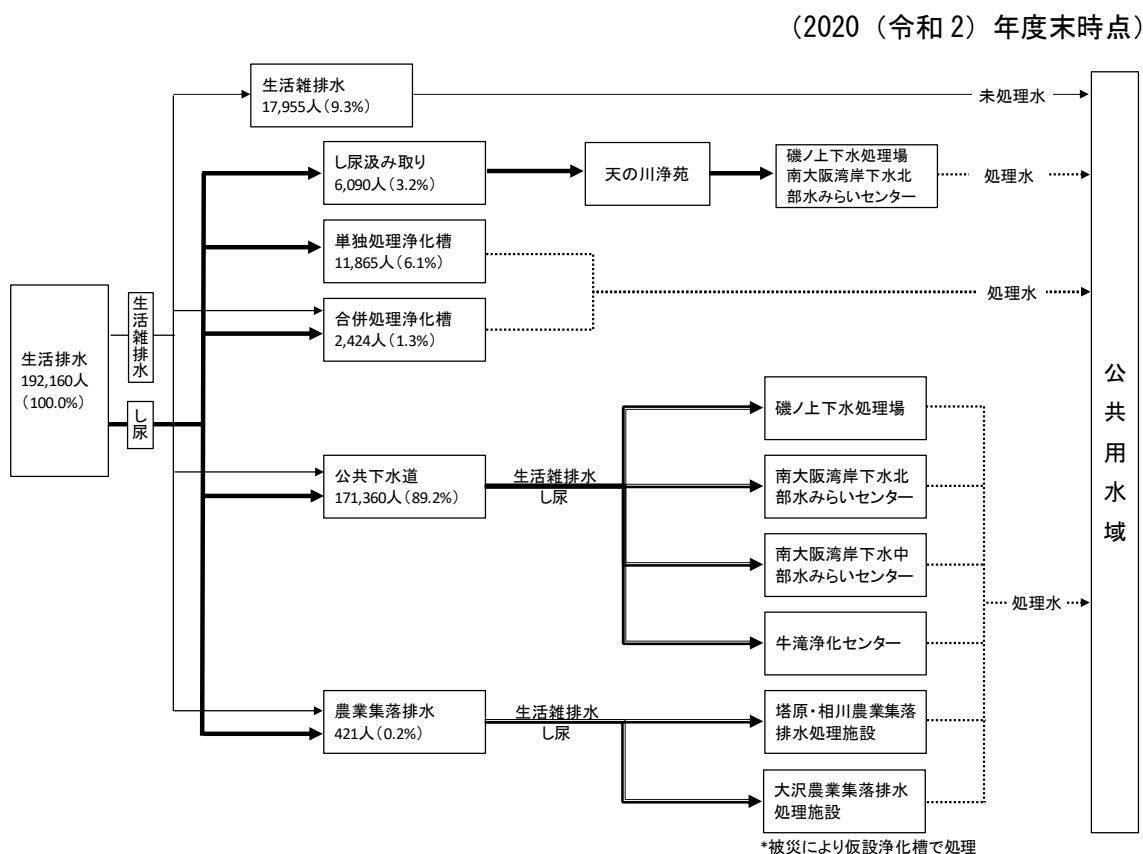 (2020（令和2）年度末時点)
生活雑排水
17,955人(9.3%)
未処理水
し尿汲み取り
6,090人(3.2%)
天の川浄苑
磯ノ上下水処理場
南大阪湾岸下水北
部水みらいセンター
処理水
単独処理浄化槽
11,865人(6.1%)
合併処理浄化槽
2,424人(1.3%)
処理水
生活排水
192,160人
(100.0%)
生活雑排水
し尿
公共下水道
171,360人(89.2%)
生活雑排水
し尿
磯ノ上下水処理場
南大阪湾岸下水北
部水みらいセンター
南大阪湾岸下水中
部水みらいセンター
牛滝浄化センター
処理水
農業集落排水
421人(0.2%)
生活雑排水
し尿
塔原・相川農業集落
排水処理施設
大沢農業集落排水
処理施設
*被災により仮設浄化槽で処理
公共用水域